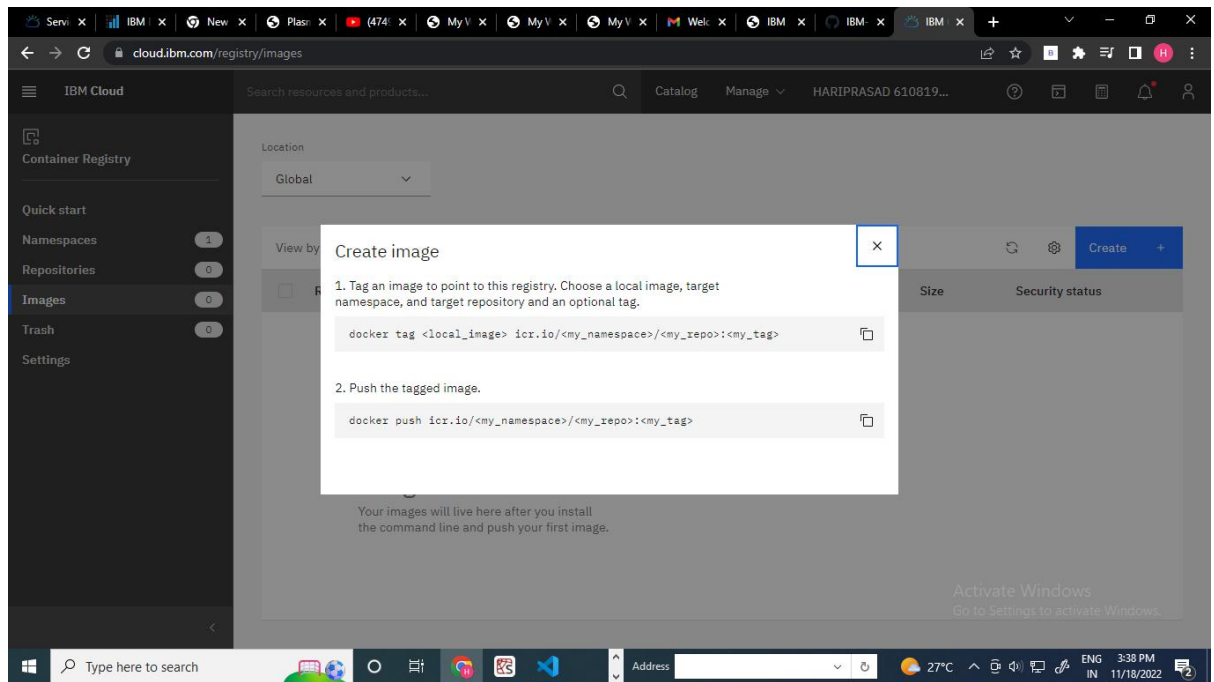 Servi
IBM
New
Plasn
(474
My V
My V
My V
Welc
IBM
IBM-
IBM
cloud.ibm.com/registry/images
B
H
IBM Cloud
Search resources and products...
Catalog
Manage
HARIPRASAD 610819...
Container Registry
Location
Global
Quick start
Namespaces 1
Repositories 0
Images 0
Trash 0
Settings
View by
Create +
Size
Security status
Create image
1. Tag an image to point to this registry. Choose a local image, target
namespace, and target repository and an optional tag.
docker tag <local_image> icr.io/<my_namespace>/<my_repo>:<my_tag>
2. Push the tagged image.
docker push icr.io/<my_namespace>/<my_repo>:<my_tag>
Your images will live here after you install
the command line and push your first image.
Activate Windows
Go to Settings to activate Windows.
Type here to search
Address
27°C
ENG
IN
3:38 PM
11/18/2022
2